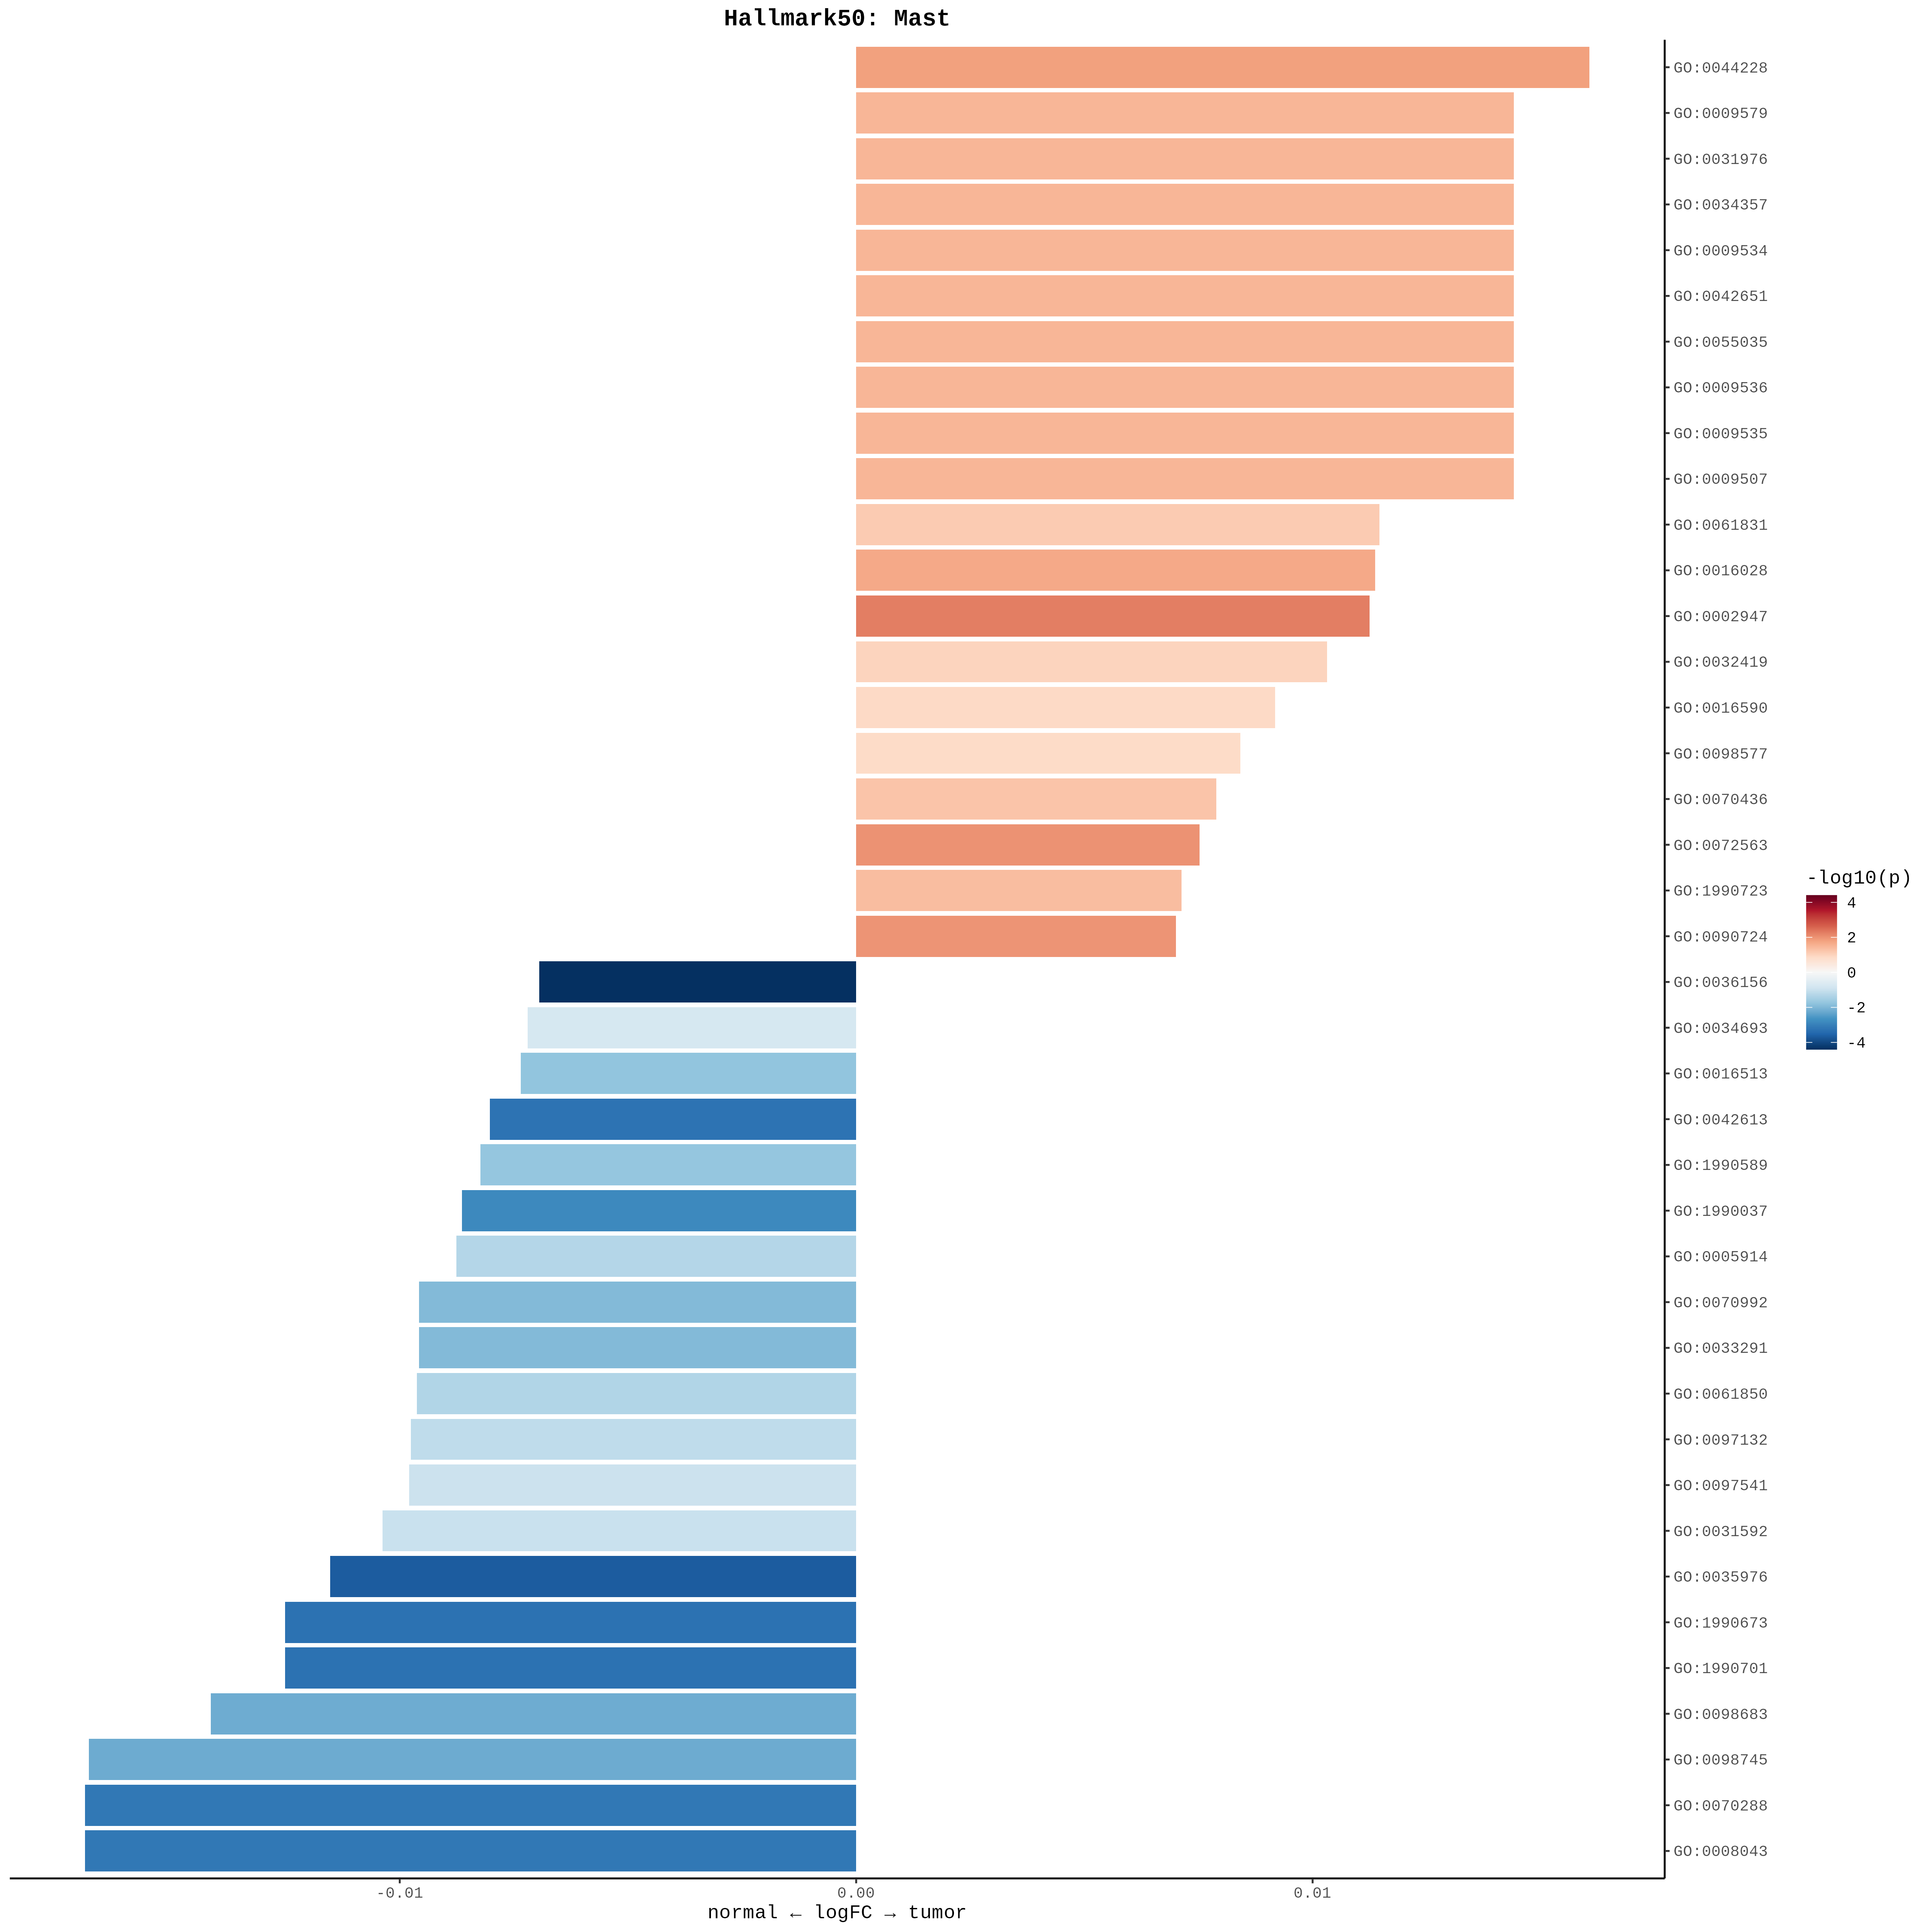 Hallmark50: Mast
GO:0044228
GO:0009579
GO:0031976
GO:0034357
GO:0009534
GO:0042651
GO:0055035
GO:0009536
GO:0009535
GO:0009507
GO:0061831
GO:0016028
GO:0002947
GO:0032419
GO:0016590
GO:0098577
GO:0070436
GO:0072563
GO:1990723
GO:0090724
GO:0036156
GO:0034693
GO:0016513
GO:0042613
GO:1990589
GO:1990037
GO:0005914
GO:0070992
GO:0033291
GO:0061850
GO:0097132
GO:0097541
GO:0031592
GO:0035976
GO:1990673
GO:1990701
GO:0098683
GO:0098745
GO:0070288
GO:0008043
-log10(p)
4
2
0
-2
-4
-0.01 0.00 0.01
normal ← logFC → tumor